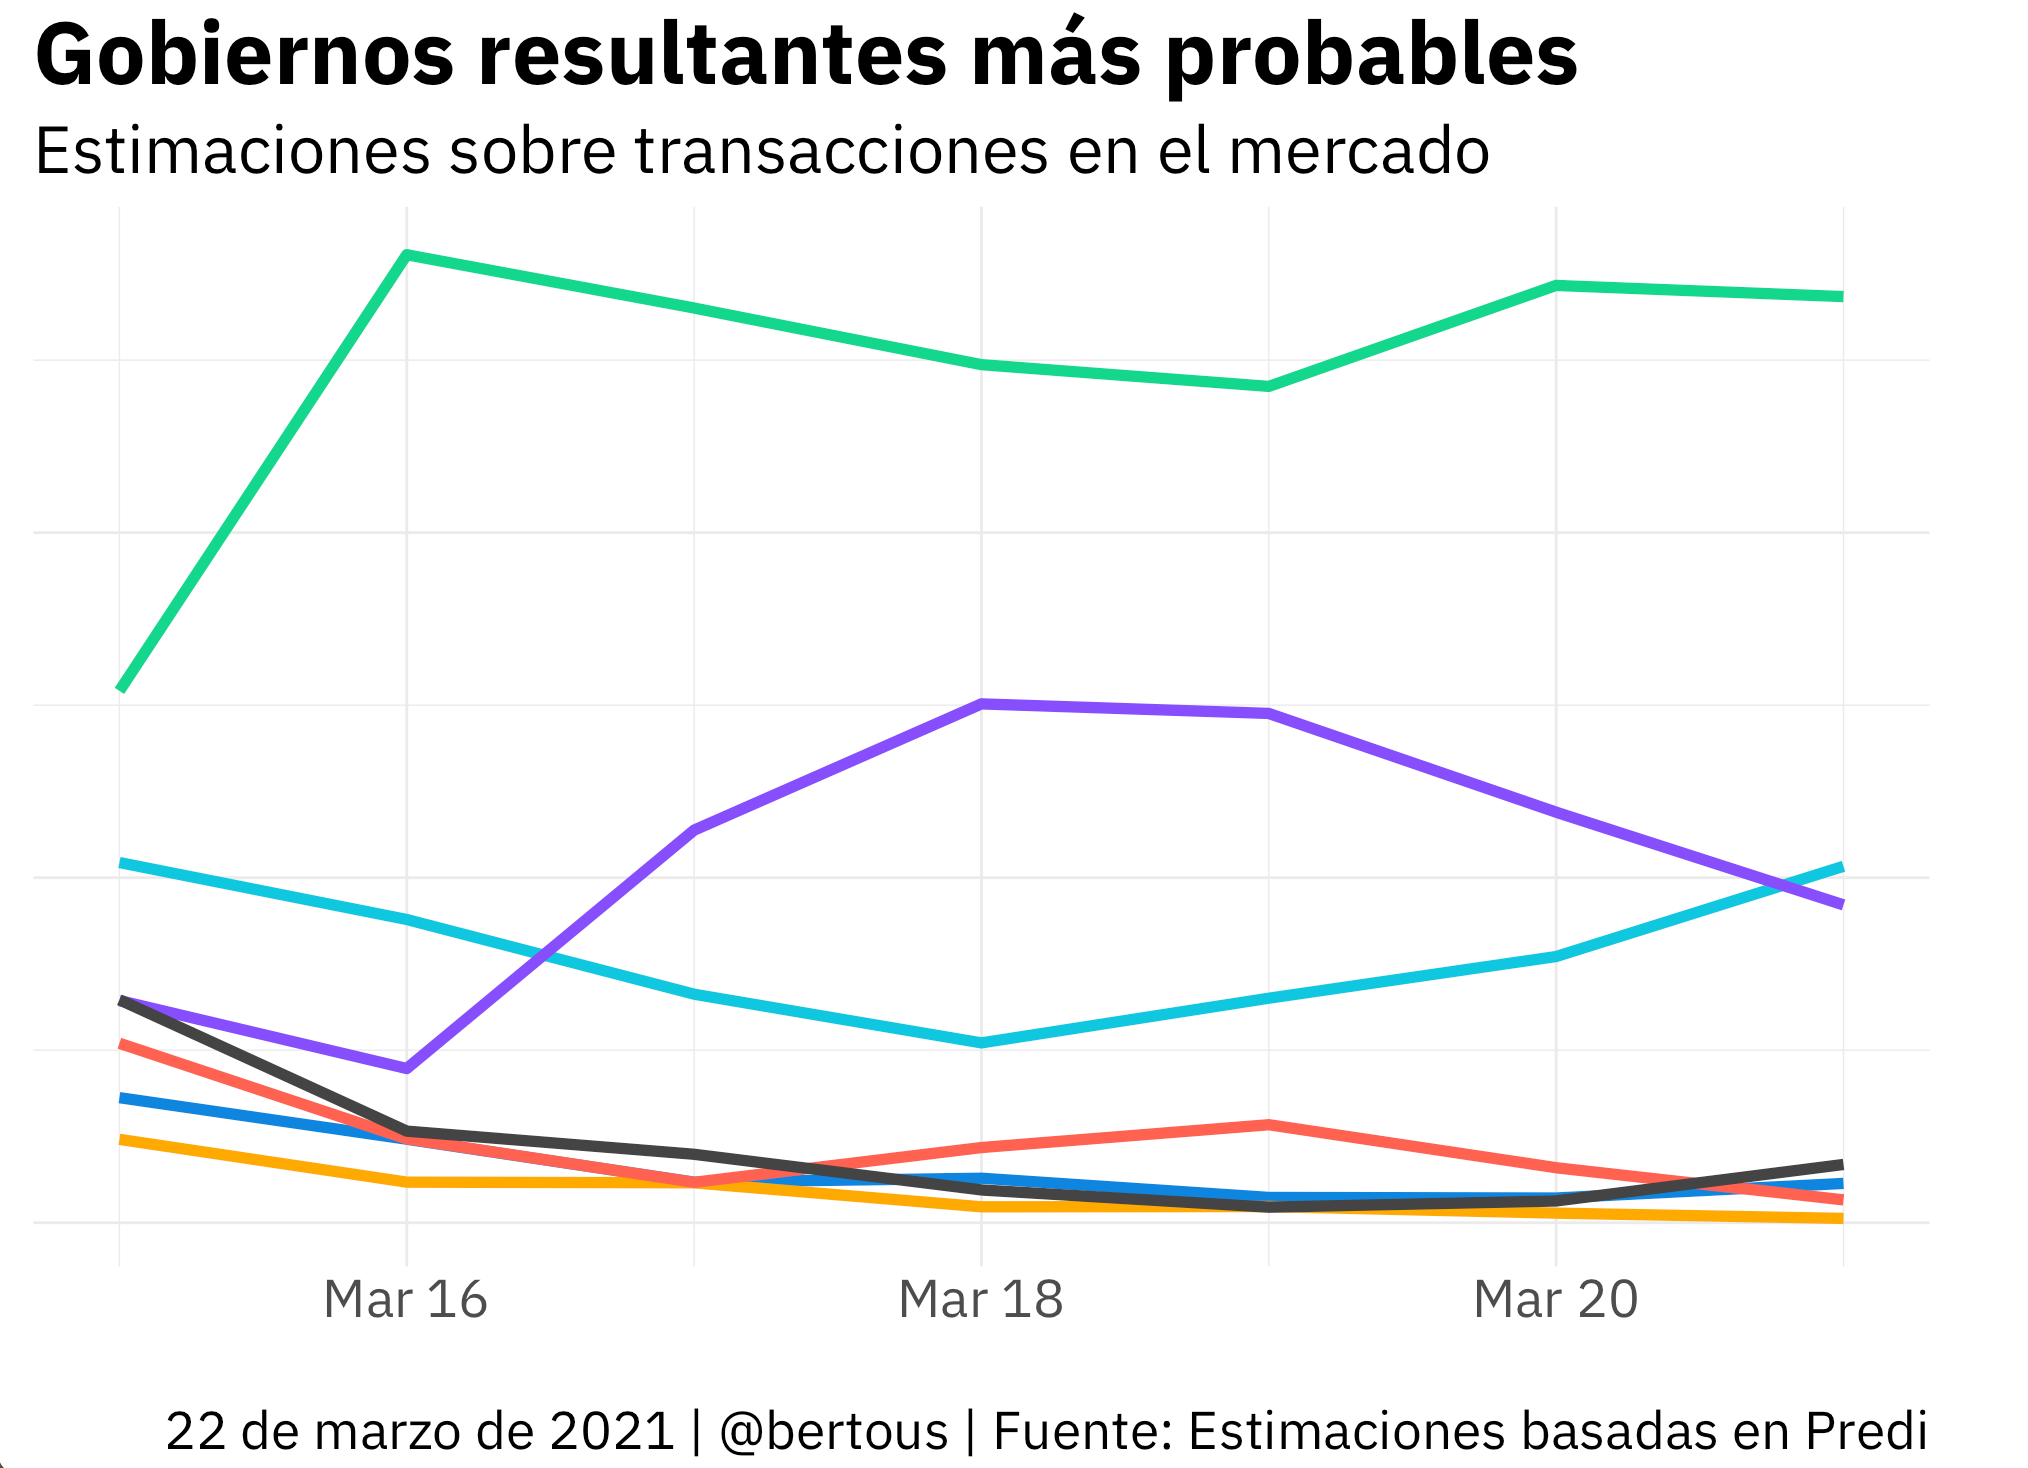 Gobiernos resultantes más probables
Estimaciones sobre transacciones en el mercado
Mar 16 Mar 18 Mar 20
22 de marzo de 2021 | @bertous | Fuente: Estimaciones basadas en Predi